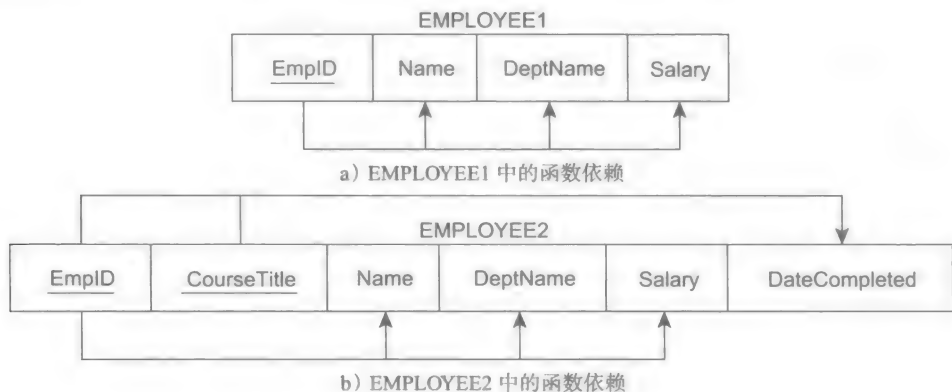 EMPLOYEE1
EmpID Name DeptName Salary
a) EMPLOYEE1 中的函数依赖
EMPLOYEE2
EmpID CourseTitle Name DeptName Salary DateCompleted
b) EMPLOYEE2 中的函数依赖